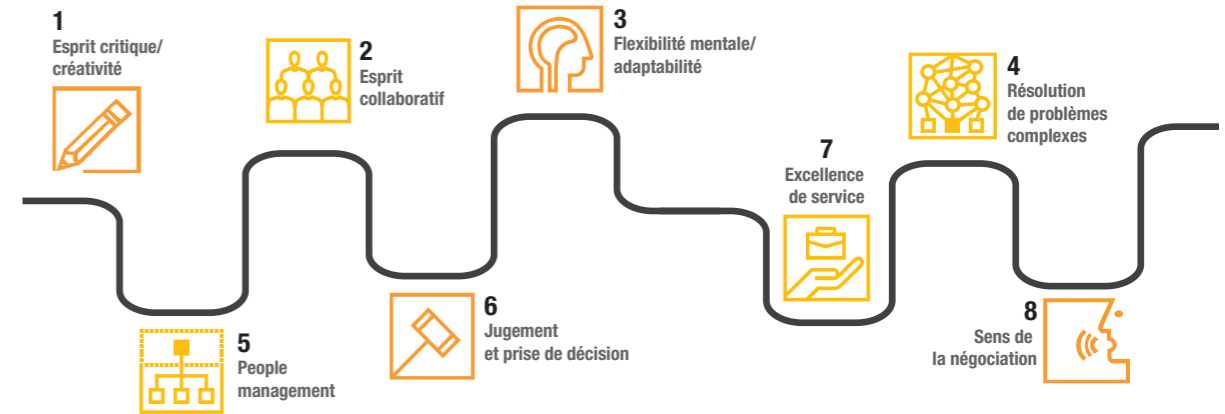 1
Esprit critique/
créativité
2
Esprit
collaboratif
3
Flexibilité mentale/
adaptabilité
4
Résolution
de problèmes
complexes
5
People
management
6
Jugement
et prise de décision
7
Excellence
de service
8
Sens de
la négociation